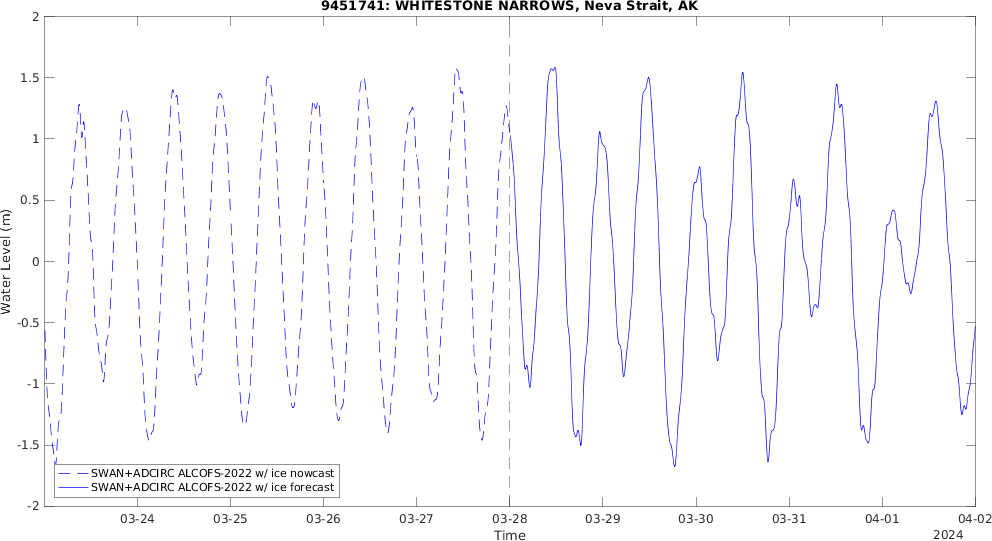 9451741: WHITESTONE NARROWS, Neva Strait, AK
Water Level (m)
2
1.5
1
0.5
0
-0.5
-1
-1.5
-2
SWAN+ADCIRC ALCOFS-2022 w/ ice nowcast
SWAN+ADCIRC ALCOFS-2022 w/ ice forecast
03-24 03-25 03-26 03-27 03-28 03-29 03-30 03-31 04-01 04-02
Time
2024